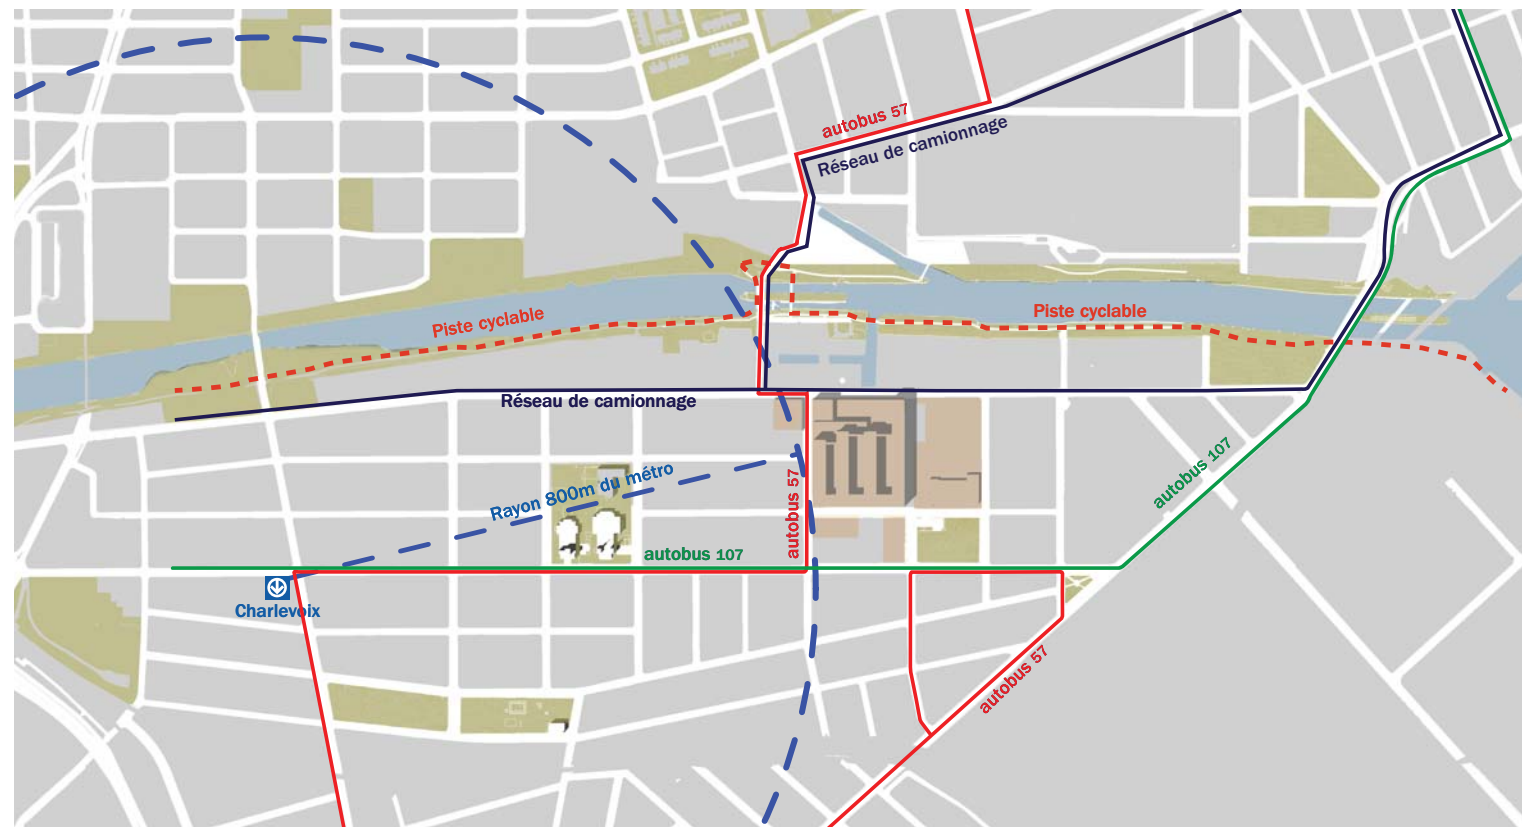 autobus 57
Réseau de camionnage
Piste cyclable
Piste cyclable
Réseau de camionnage
autobus 107
Rayon 800m du métro
autobus 57
autobus 107
Charlevoix
autobus 57